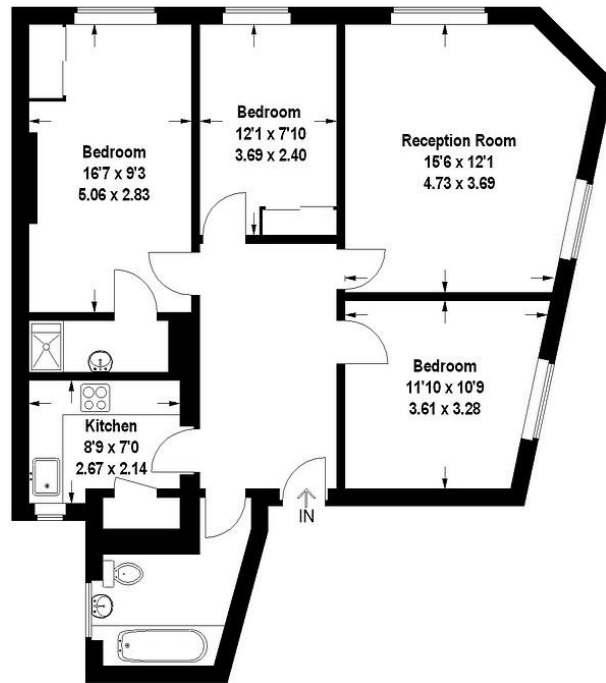 Bedroom
16'7 x 9'3
5.06 x 2.83
Bedroom
12'1 x 7'10
3.69 x 2.40
Reception Room
15'6 x 12'1
4.73 x 3.69
Bedroom
11'10 x 10'9
3.61 x 3.28
Kitchen
8'9 x 7'0
2.67 x 2.14
IN